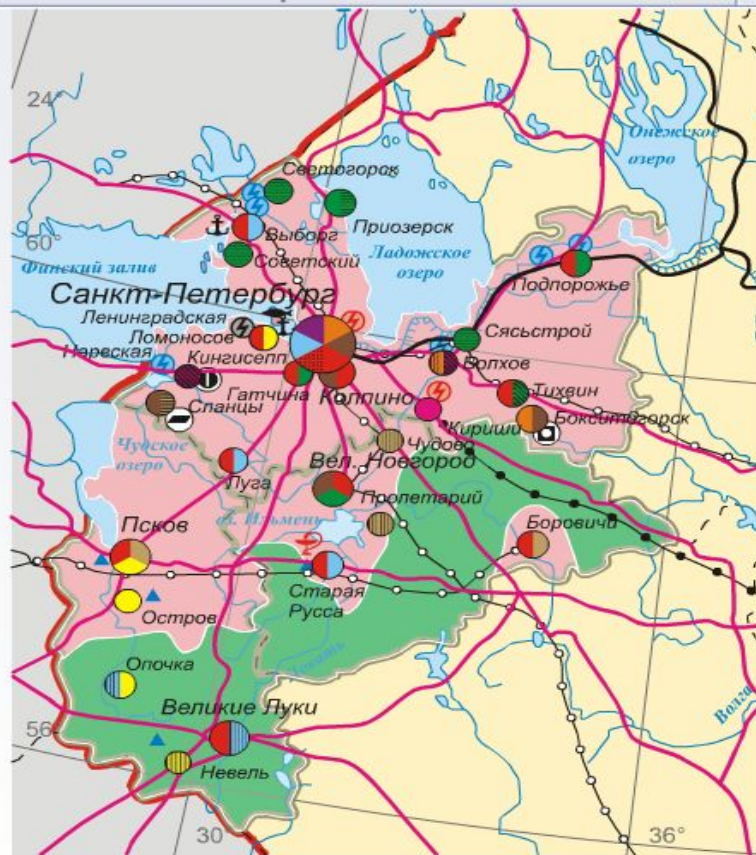 24°
Онежское
озеро
Светогорск
Приозерск
60°
Выборг
Ладожское
озеро
Финский залив
Советский
Подпорожье
Санкт-Петербург
Ленинградская
Ломоносов
Сясьстрой
Нарвская
Кингисепп
Волхов
Гатчина
Колпино
Тихвин
Сланцы
Кириши
Бокситогорск
Чудское
озеро
Чудово
Вел. Новгород
Луга
Пролетарий
оз. Ильмень
Псков
Боровичи
Старая
Русса
Остров
Опочка
Великие Луки
Волга
56°
Невель
30
36°